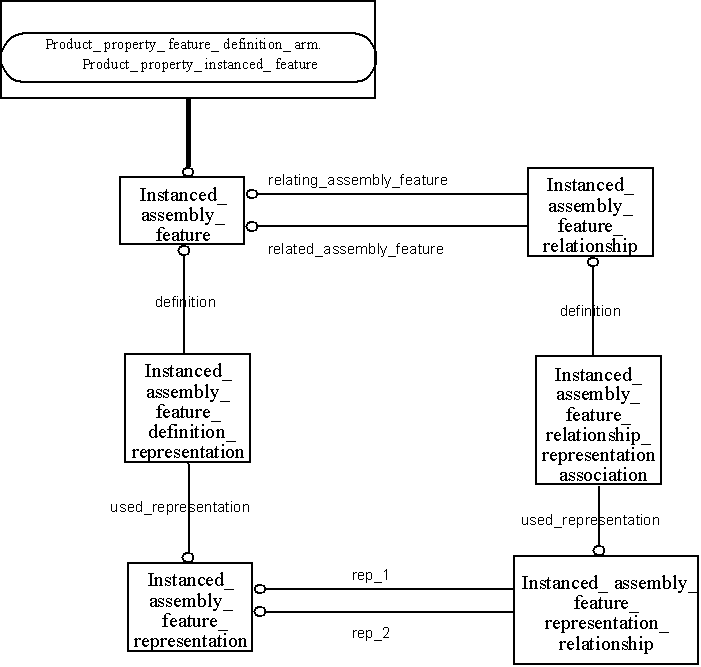 Product_ property_ feature_ definition_ arm.
Product_ property_instanced_ feature
relating_assembly_feature
Instanced_
assembly_
feature
Instanced_
assembly_
feature_
relationship
related_assembly_feature
definition
definition
Instanced_
assembly_
feature_
definition_
representation
Instanced_
assembly_
feature_
relationship_
representation
association
used_representation
used_representation
Instanced_
assembly_
feature_
representation
rep_1
rep_2
Instanced_ assembly_
feature_
representation_
relationship